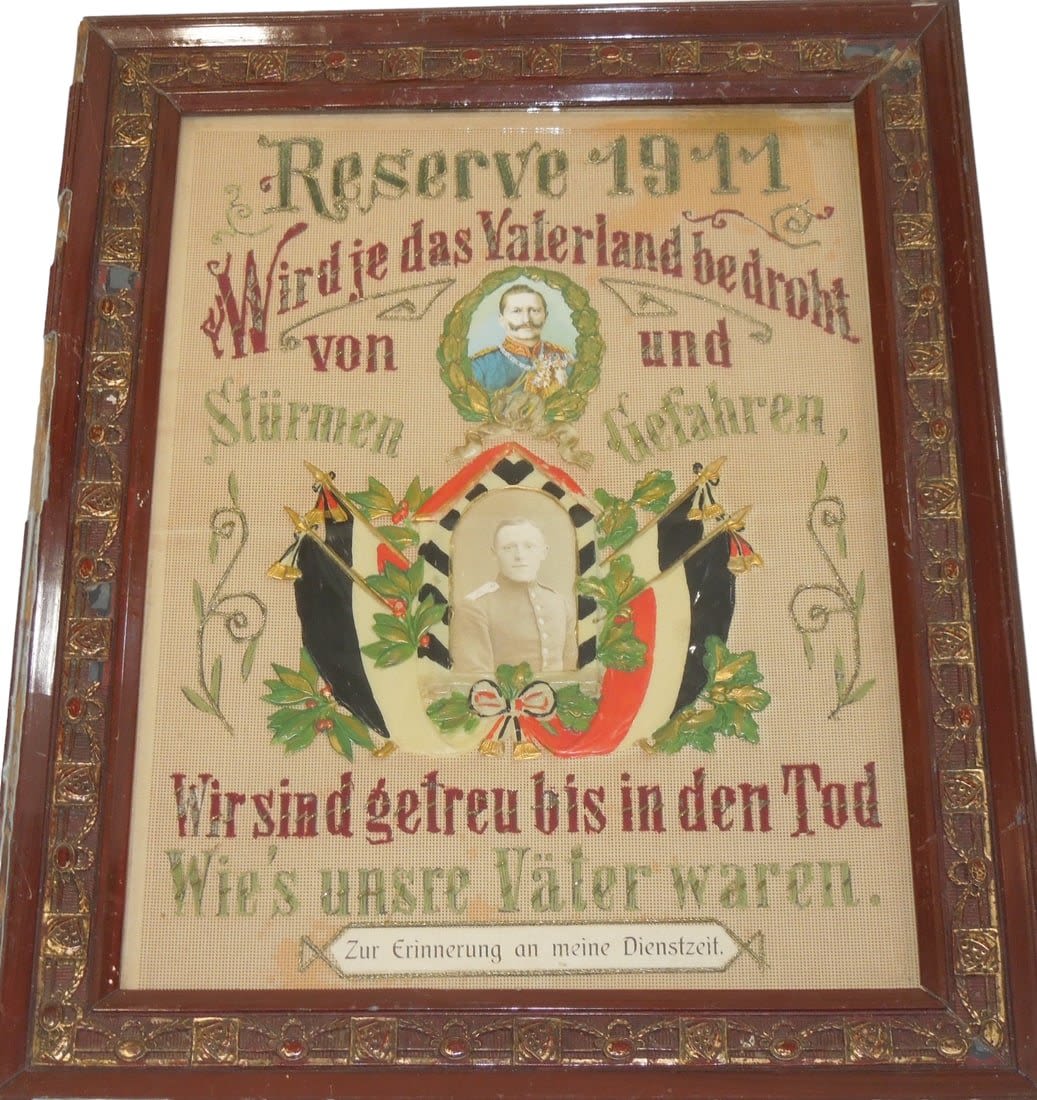 Reserve 1911
Wird je das Vaterland bedroht
von und
Stürmen Gefahren,
Wir sind getreu bis in den Tod
Wie's unsre Väter waren.
Zur Erinnerung an meine Dienstzeit.